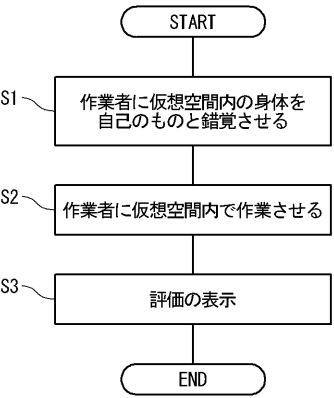 START
S1
作業者に仮想空間内の身体を
自己のものと錯覚させる
S2
作業者に仮想空間内で作業させる
S3
評価の表示
END